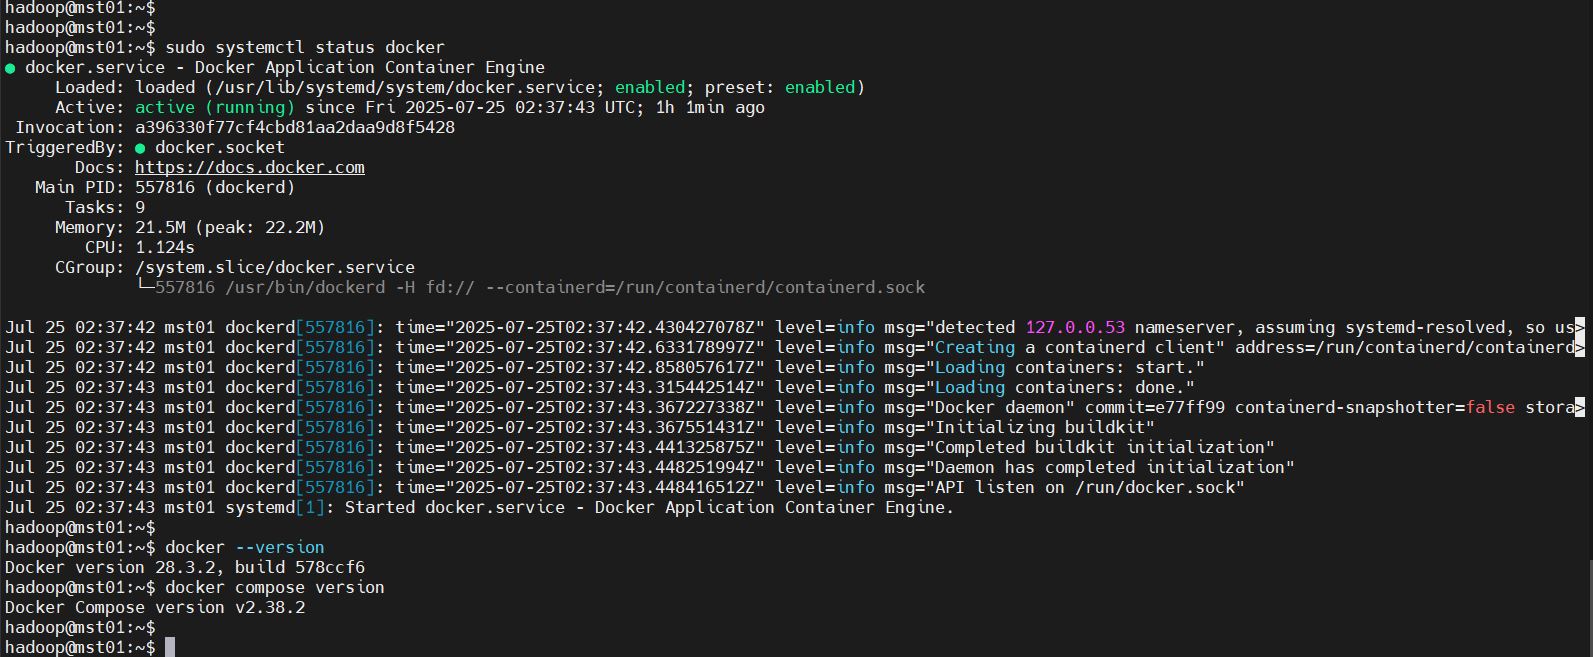 hadoop@mst01:~$
hadoop@mst01:~$
hadoop@mst01:~$ sudo systemctl status docker
● docker.service - Docker Application Container Engine
     Loaded: loaded (/usr/lib/systemd/system/docker.service; enabled; preset: enabled)
     Active: active (running) since Fri 2025-07-25 02:37:43 UTC; 1h 1min ago
 Invocation: a396330f77cf4cbd81aa2daa9d8f5428
TriggeredBy: ● docker.socket
       Docs: https://docs.docker.com
   Main PID: 557816 (dockerd)
      Tasks: 9
     Memory: 21.5M (peak: 22.2M)
        CPU: 1.124s
     CGroup: /system.slice/docker.service
             └─557816 /usr/bin/dockerd -H fd:// --containerd=/run/containerd/containerd.sock
Jul 25 02:37:42 mst01 dockerd[557816]: time="2025-07-25T02:37:42.430427078Z" level=info msg="detected 127.0.0.53 nameserver, assuming systemd-resolved, so us>
Jul 25 02:37:42 mst01 dockerd[557816]: time="2025-07-25T02:37:42.633178997Z" level=info msg="Creating a containerd client" address=/run/containerd/containerd>
Jul 25 02:37:42 mst01 dockerd[557816]: time="2025-07-25T02:37:42.858057617Z" level=info msg="Loading containers: start."
Jul 25 02:37:43 mst01 dockerd[557816]: time="2025-07-25T02:37:43.315442514Z" level=info msg="Loading containers: done."
Jul 25 02:37:43 mst01 dockerd[557816]: time="2025-07-25T02:37:43.367227338Z" level=info msg="Docker daemon" commit=e77ff99 containerd-snapshotter=false stora>
Jul 25 02:37:43 mst01 dockerd[557816]: time="2025-07-25T02:37:43.367551431Z" level=info msg="Initializing buildkit"
Jul 25 02:37:43 mst01 dockerd[557816]: time="2025-07-25T02:37:43.441325875Z" level=info msg="Completed buildkit initialization"
Jul 25 02:37:43 mst01 dockerd[557816]: time="2025-07-25T02:37:43.448251994Z" level=info msg="Daemon has completed initialization"
Jul 25 02:37:43 mst01 dockerd[557816]: time="2025-07-25T02:37:43.448416512Z" level=info msg="API listen on /run/docker.sock"
Jul 25 02:37:43 mst01 systemd[1]: Started docker.service - Docker Application Container Engine.
hadoop@mst01:~$
hadoop@mst01:~$ docker --version
Docker version 28.3.2, build 578ccf6
hadoop@mst01:~$ docker compose version
Docker Compose version v2.38.2
hadoop@mst01:~$
hadoop@mst01:~$